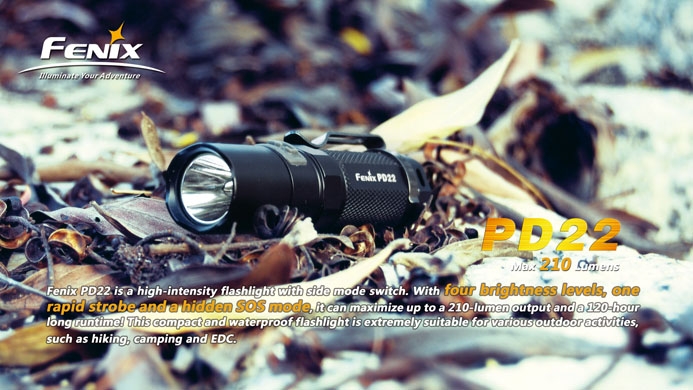 FENIX
Illuminate Your Adventure
FENIX PD22
PD22
Max 210 Lumens
Fenix PD22 is a high-intensity flashlight with side mode switch. With four brightness levels, one
rapid strobe and a hidden SOS mode, it can maximize up to a 210-lumen output and a 120-hour
long runtime! This compact and waterproof flashlight is extremely suitable for various outdoor activities,
such as hiking, camping and EDC.